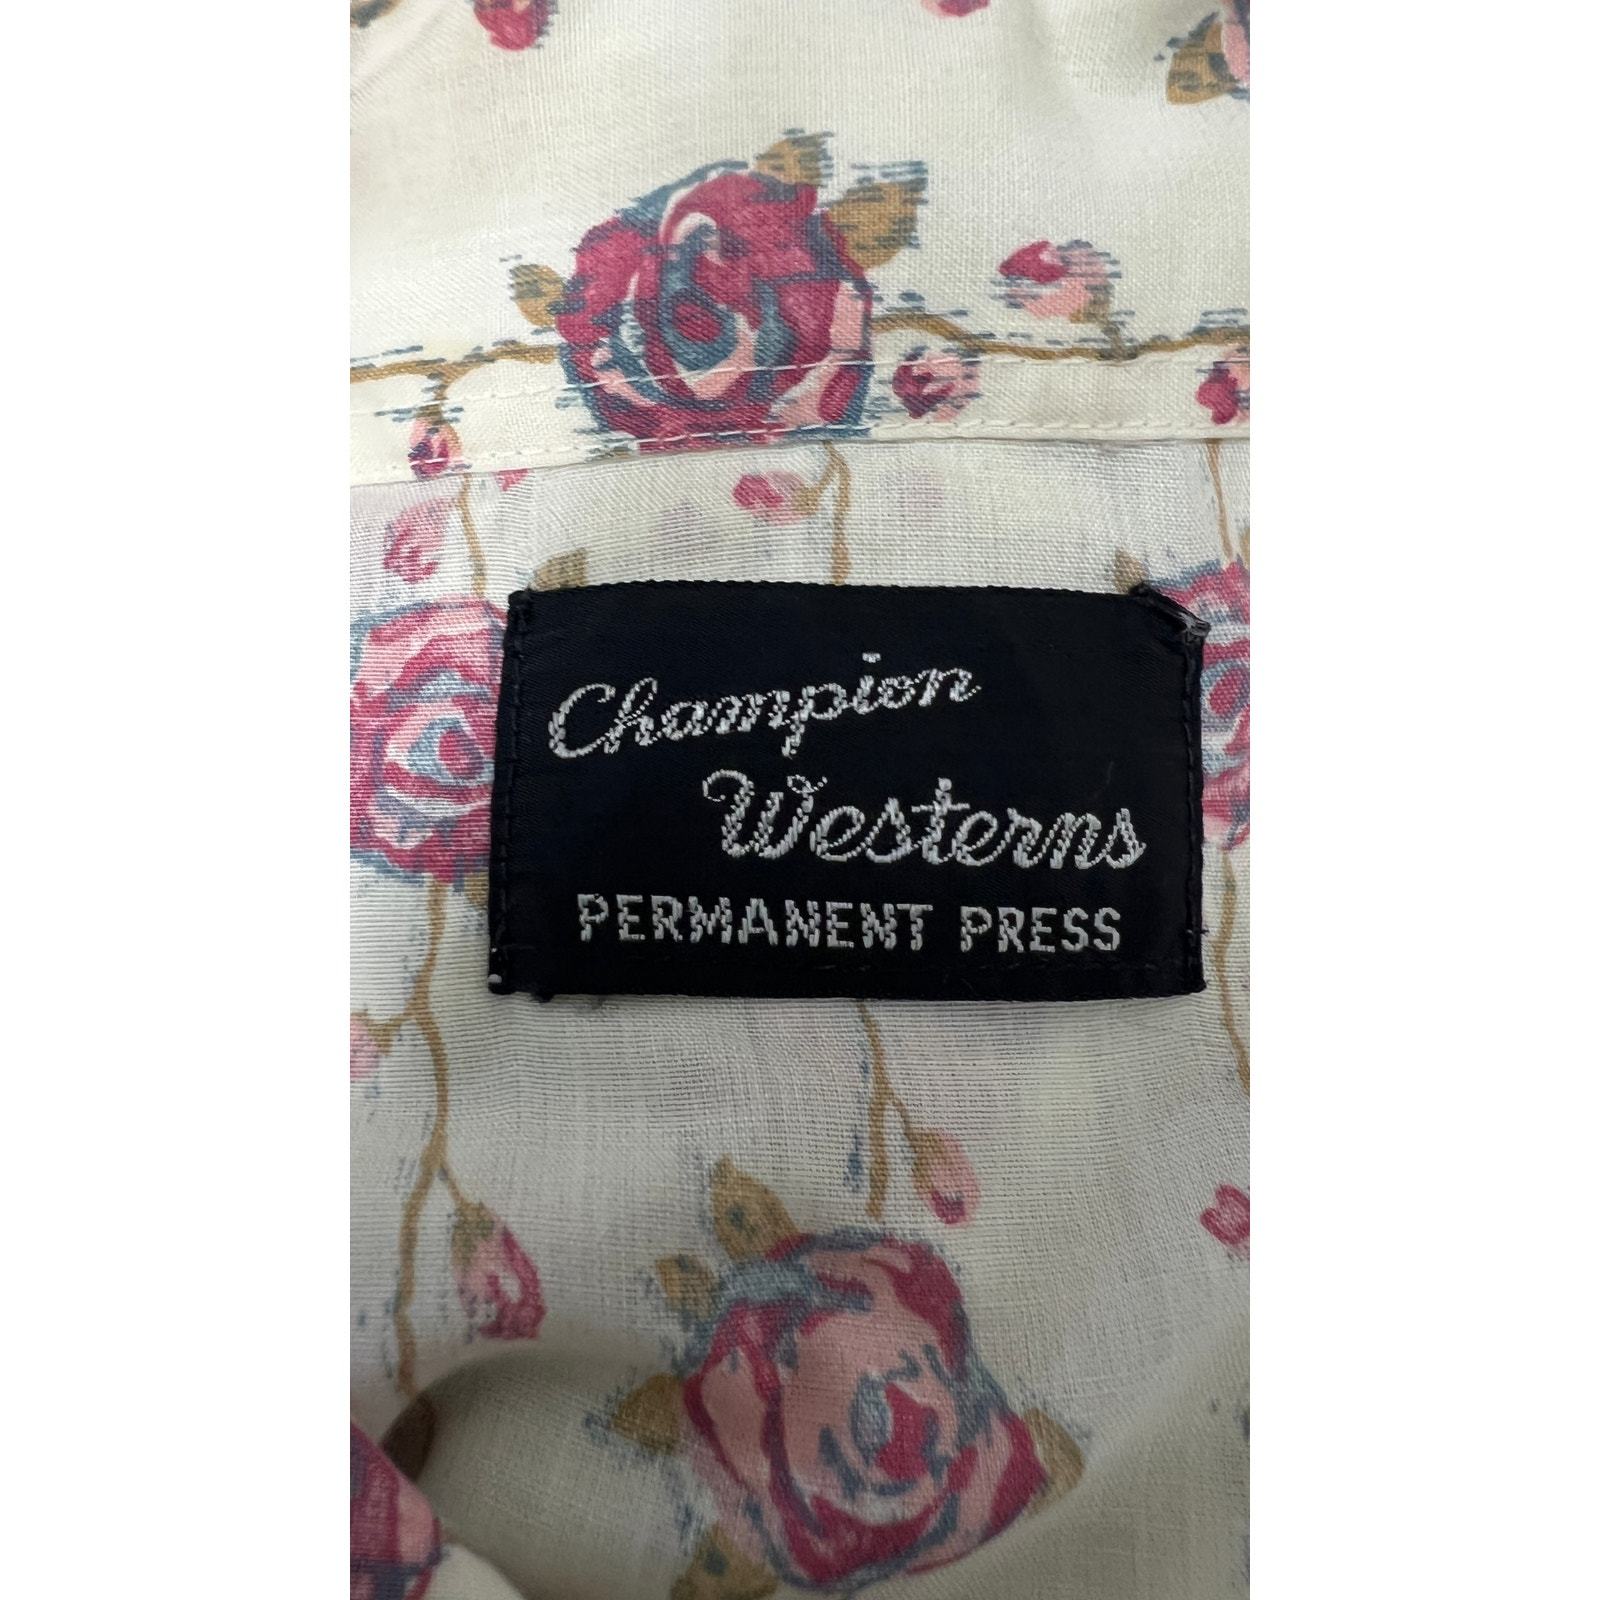 Champion
Westerns
PERMANENT PRESS